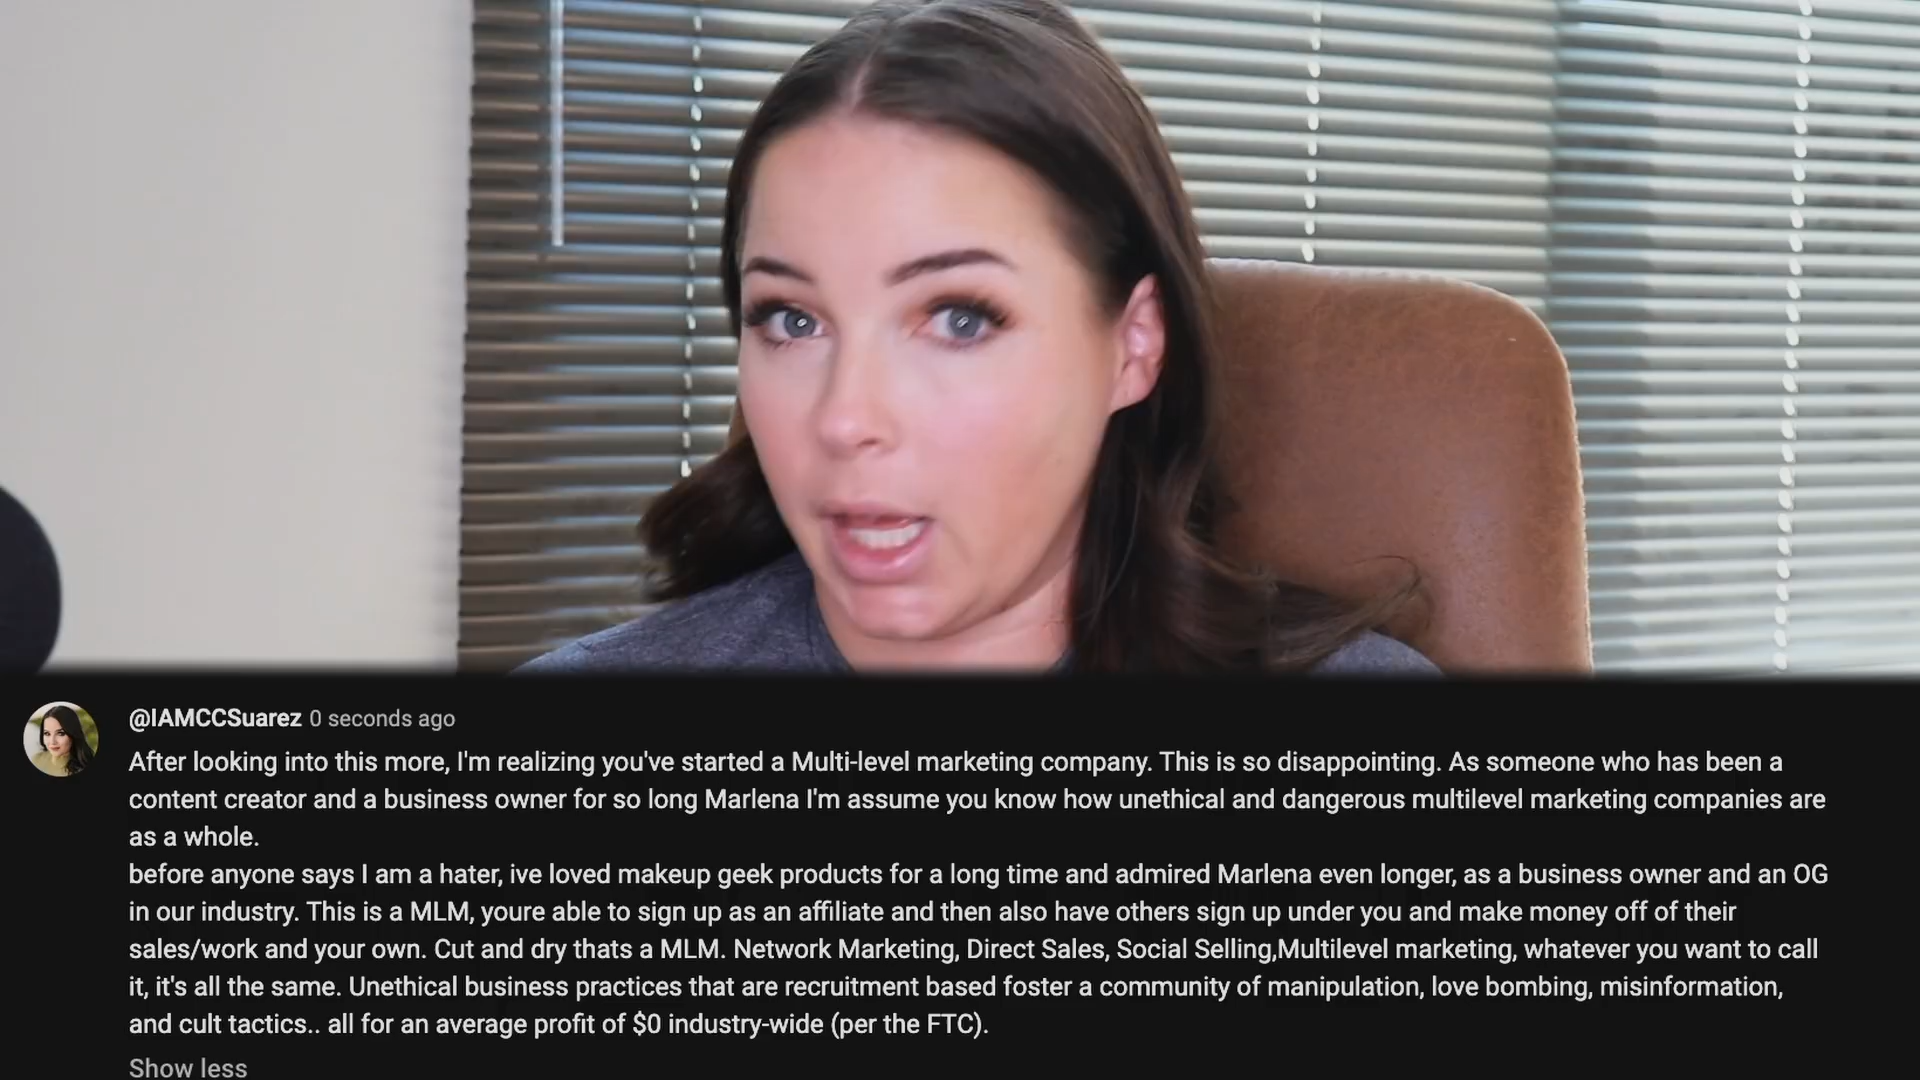 @IAMCCSuarez 0 seconds ago
After looking into this more, I'm realizing you've started a Multi-level marketing company. This is so disappointing. As someone who has been a
content creator and a business owner for so long Marlena I'm assume you know how unethical and dangerous multilevel marketing companies are
as a whole.
before anyone says I am a hater, ive loved makeup geek products for a long time and admired Marlena even longer, as a business owner and an OG
in our industry. This is a MLM, youre able to sign up as an affiliate and then also have others sign up under you and make money off of their
sales/work and your own. Cut and dry thats a MLM. Network Marketing, Direct Sales, Social Selling,Multilevel marketing, whatever you want to call
it, it's all the same. Unethical business practices that are recruitment based foster a community of manipulation, love bombing, misinformation,
and cult tactics.. all for an average profit of $0 industry-wide (per the FTC).
Show less